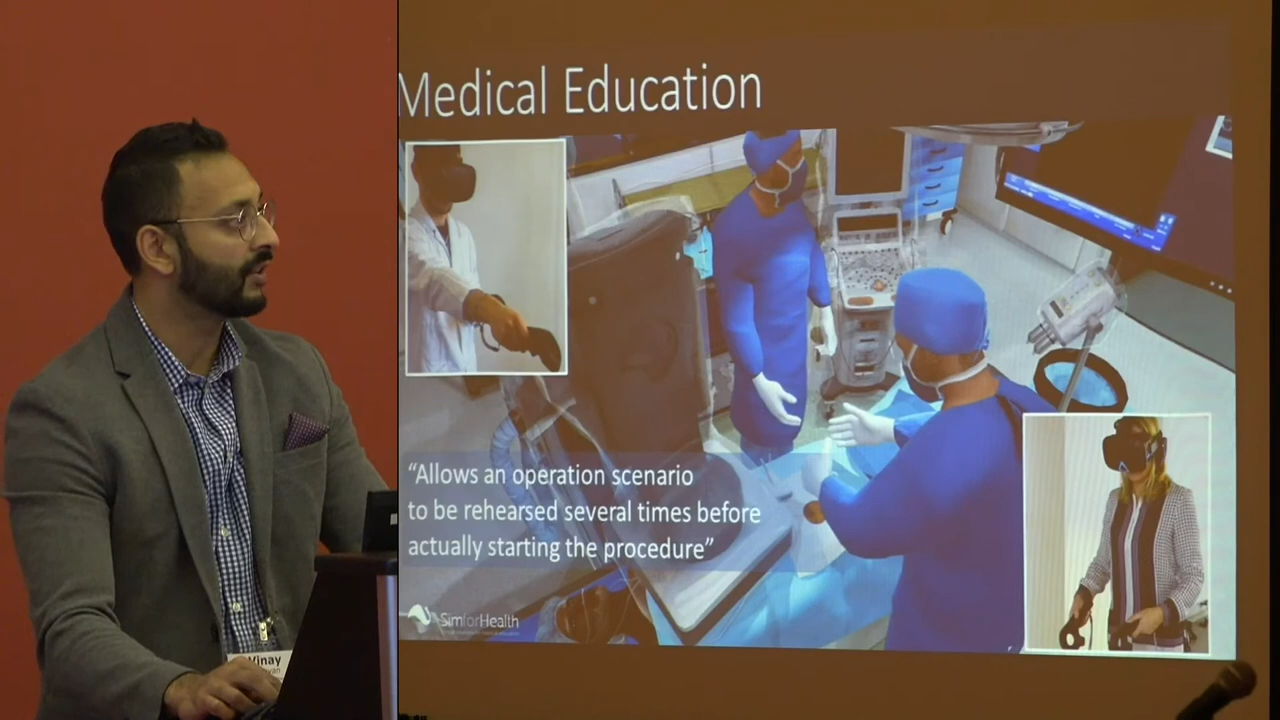 Medical Education
“Allows an operation scenario
to be rehearsed several times before
actually starting the procedure”
SimforHealth
Vinay